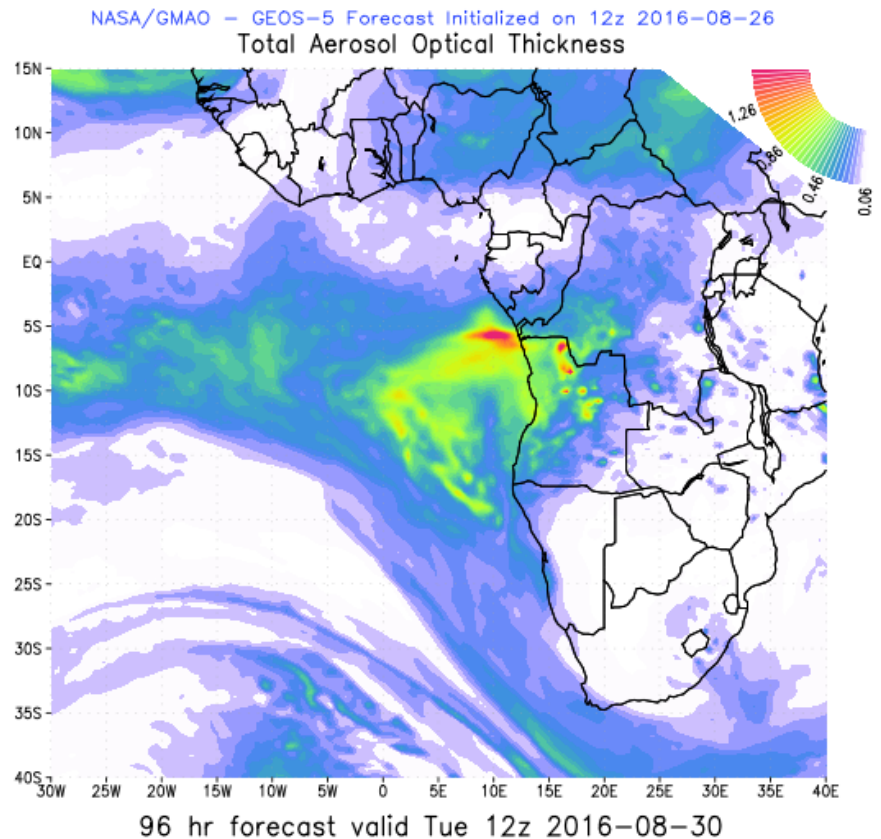 NASA/GMAO - GEOS-5 Forecast Initialized on 12z 2016-08-26
Total Aerosol Optical Thickness
15N
10N
5N
EQ
5S
10S
15S
20S
25S
30S
35S
40S
1.26
0.86
0.46
0.06
30W 25W 20W 15W 10W 5W 0 5E 10E 15E 20E 25E 30E 35E 40E
96 hr forecast valid Tue 12z 2016-08-30